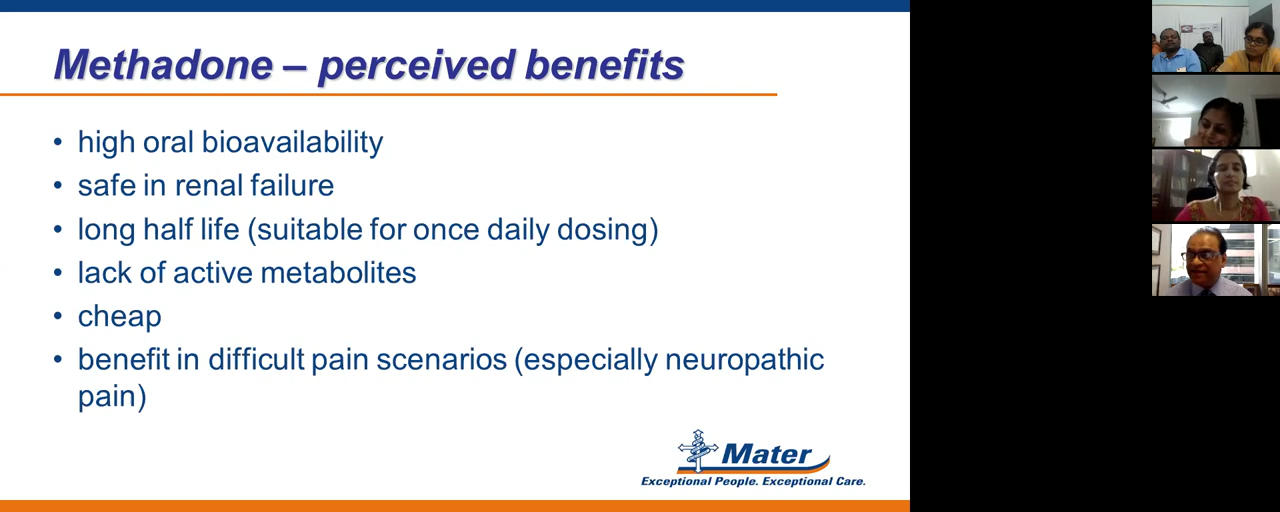 Methadone – perceived benefits
• high oral bioavailability
• safe in renal failure
• long half life (suitable for once daily dosing)
• lack of active metabolites
• cheap
• benefit in difficult pain scenarios (especially neuropathic
pain)
Mater
Exceptional People. Exceptional Care.